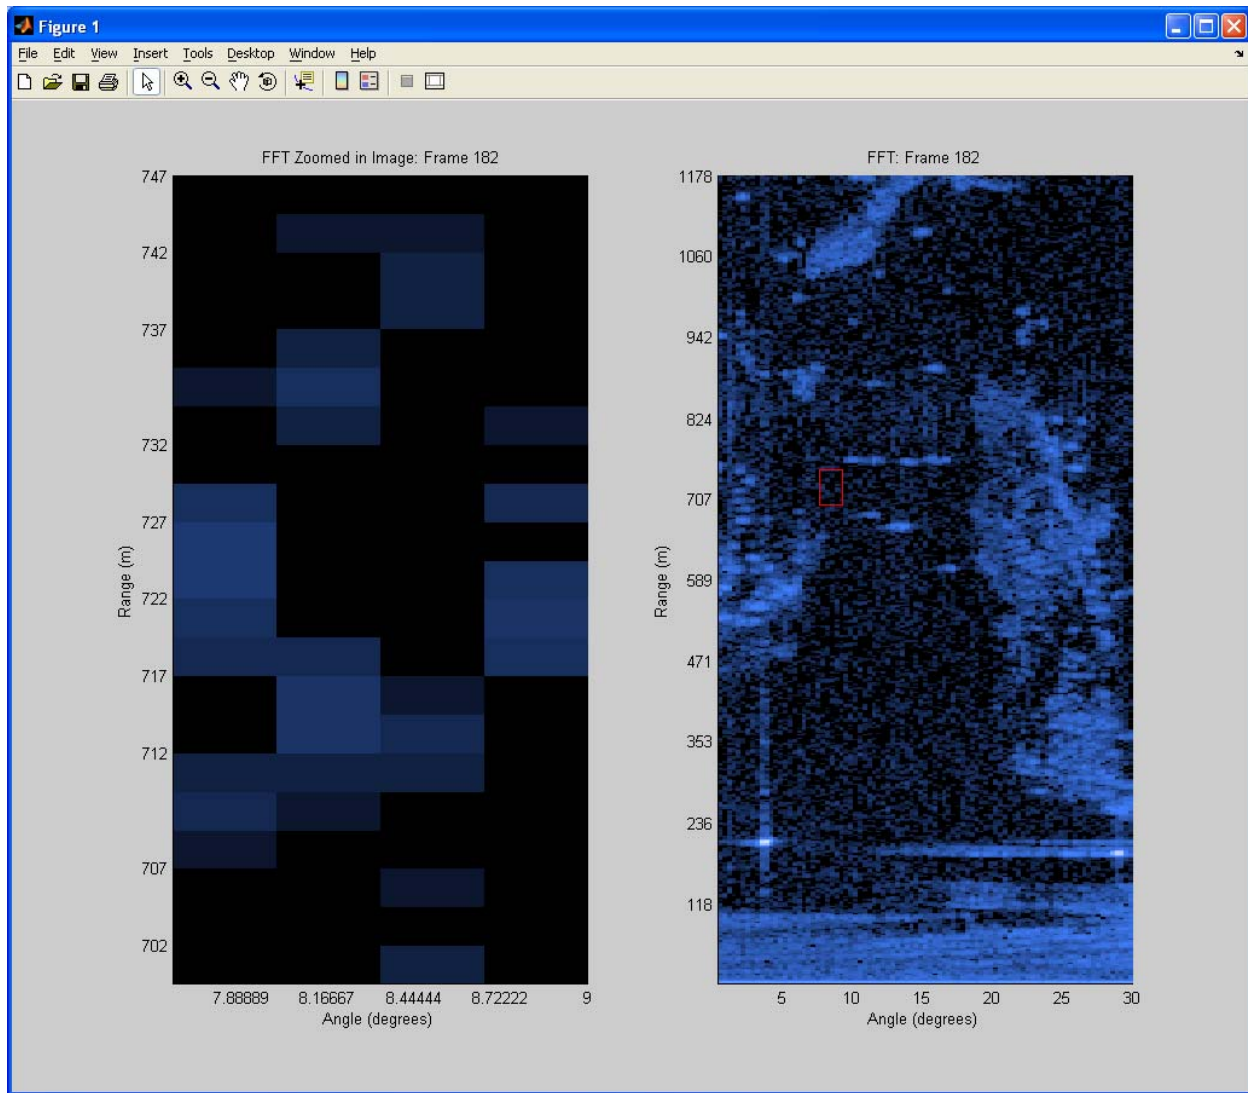 Figure 1
File Edit View Insert Tools Desktop Window Help
FFT Zoomed in Image: Frame 182
747
742
737
732
727
722
717
712
707
702
Range (m)
7.88889 8.16667 8.44444 8.72222 9
Angle (degrees)
FFT: Frame 182
1178
1060
942
824
707
589
471
353
236
118
Range (m)
5 10 15 20 25 30
Angle (degrees)